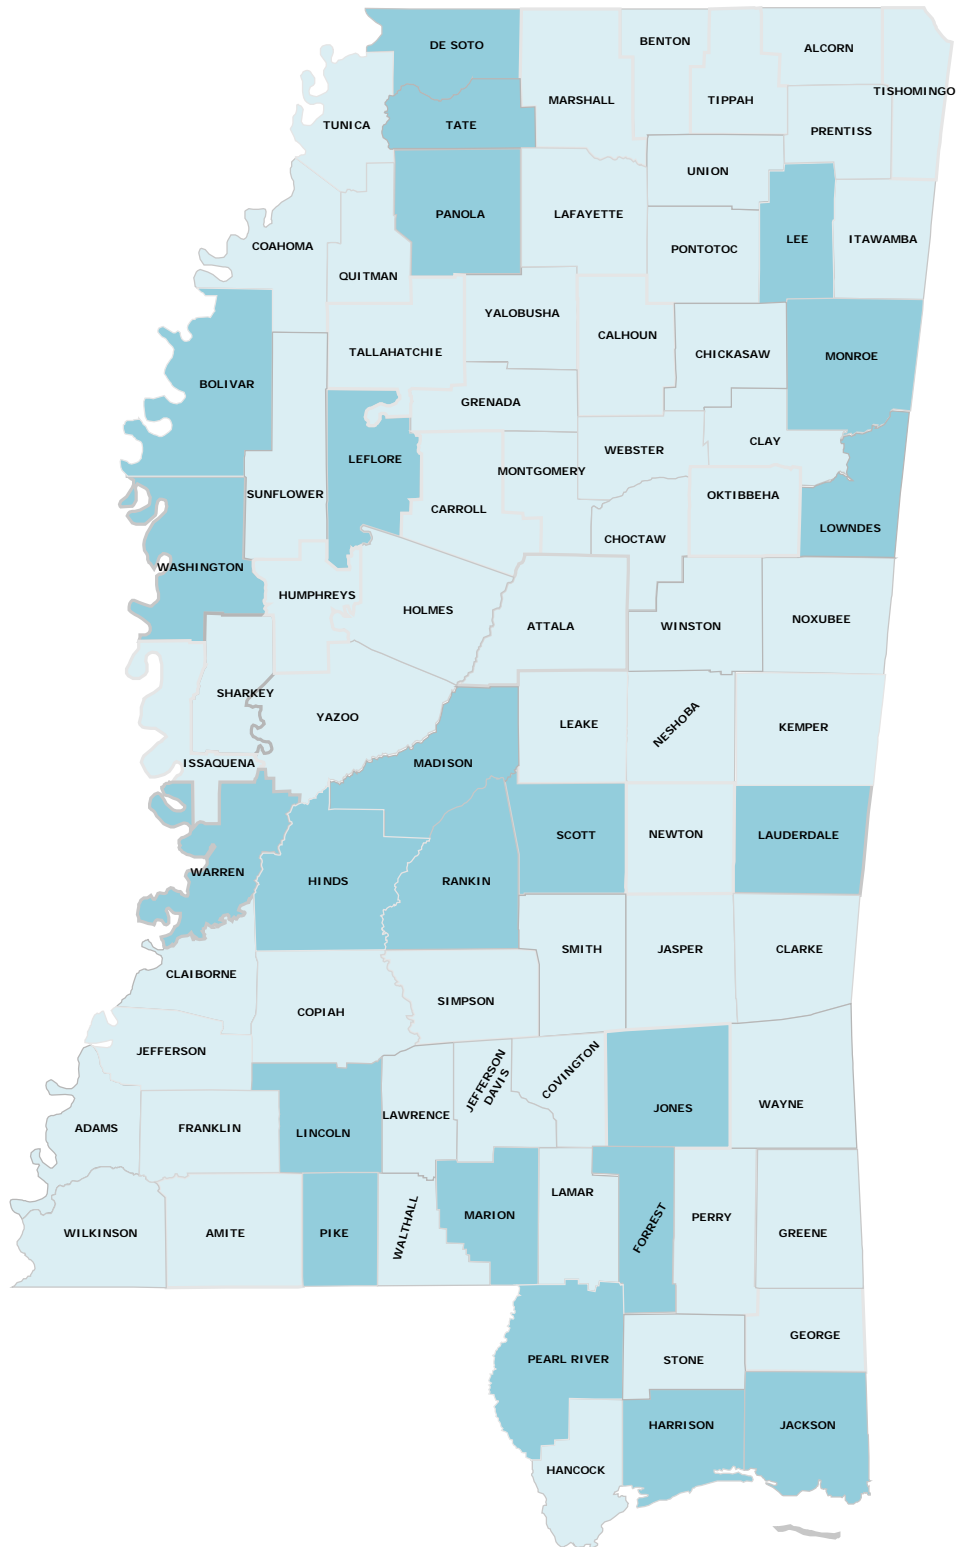 DE SOTO
BENTON
ALCORN
TISHOMINGO
MARSHALL
TIPPAH
TUNICA
TATE
PRENTISS
UNION
PANOLA
LAFAYETTE
COAHOMA
PONTOTOC
LEE
ITAWAMBA
QUITMAN
YALOBUSHA
CALHOUN
TALLAHATCHIE
CHICKASAW
MONROE
BOLIVAR
GRENADA
CLAY
WEBSTER
LEFLORE
MONTGOMERY
SUNFLOWER
OKTIBBEHA
CARROLL
LOWNDES
CHOCTAW
WASHINGTON
HUMPHREYS
HOLMES
ATTALA
WINSTON
NOXUBEE
SHARKEY
YAZOO
LEAKE
NESHOBA
KEMPER
ISSAQUENA
MADISON
SCOTT
NEWTON
LAUDERDALE
WARREN
HINDS
RANKIN
SMITH
JASPER
CLARKE
CLAIBORNE
SIMPSON
COPIAH
JEFFERSON
JEFFERSON
DAVIS
COVINGTON
JONES
WAYNE
LAWRENCE
ADAMS
FRANKLIN
LINCOLN
LAMAR
WILKINSON
AMITE
PIKE
WALTHALL
MARION
FORREST
PERRY
GREENE
GEORGE
PEARL RIVER
STONE
HARRISON
JACKSON
HANCOCK